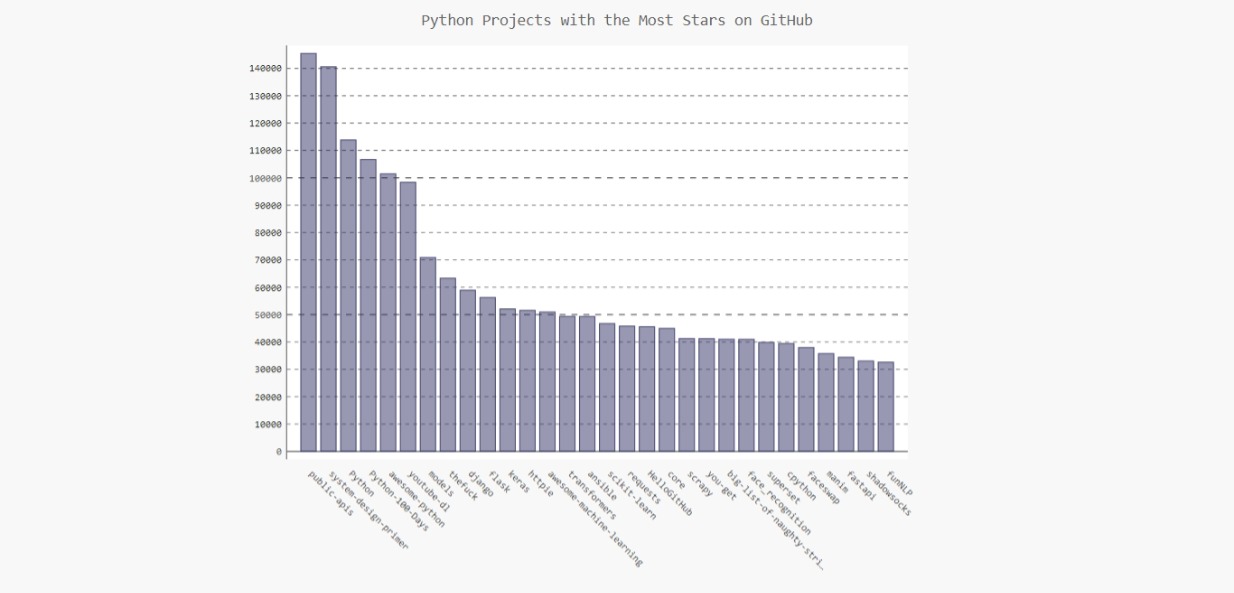 Python Projects with the Most Stars on GitHub
140000
130000
120000
110000
100000
90000
80000
70000
60000
50000
40000
30000
20000
10000
0
public-apis
system-design-primer
Python
Python-100-Days
awesome-python
youtube-dl
models
thefuck
django
flask
keras
httpie
awesome-machine-learning
transformers
ansible
scikit-learn
requests
HelloGitHub
core
scrapy
you-get
big-list-of-naughty-stri…
face_recognition
superset
cpython
faceswap
manim
fastapi
shadowsocks
funNLP